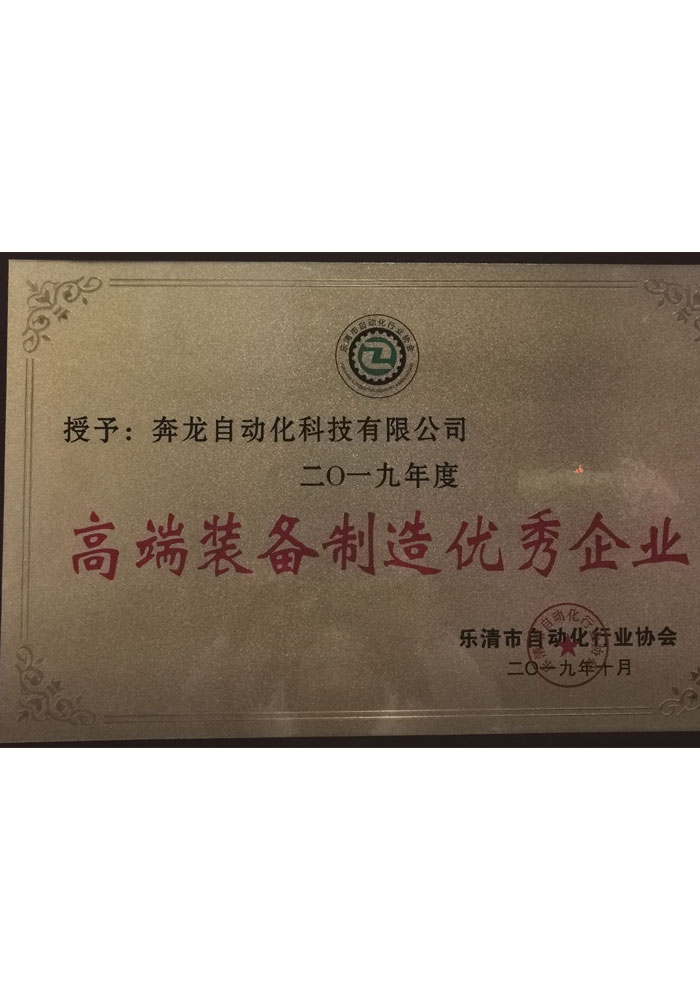 乐清市自动化行业协会
授予：奔龙自动化科技有限公司
二〇一九年度
高端装备制造优秀企业
乐清市自动化行业协会
二〇一九年十月